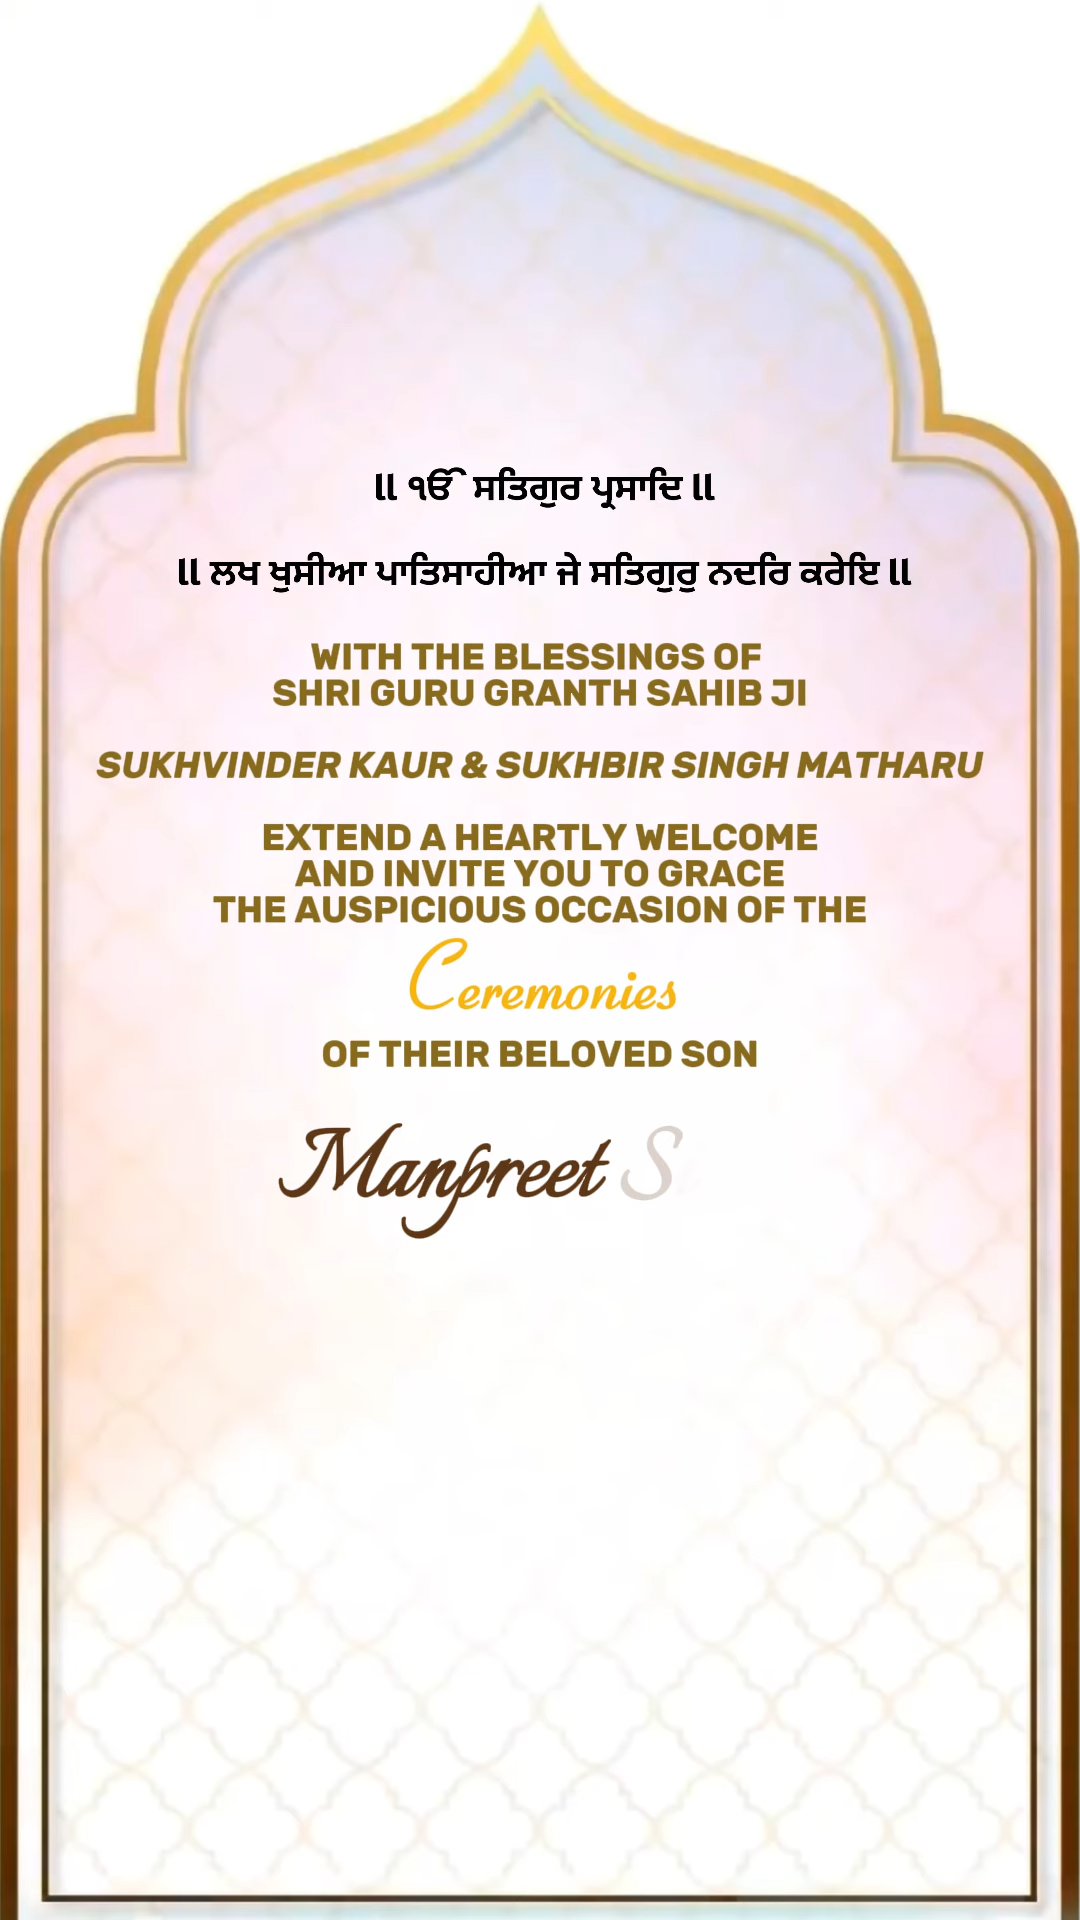 ॥ ੴ ਸਤਿਗੁਰ ਪ੍ਰਸਾਦਿ ॥
॥ ਲਖ ਖੁਸੀਆ ਪਾਤਿਸਾਹੀਆ ਜੇ ਸਤਿਗੁਰੁ ਨਦਰਿ ਕਰੇਇ ॥
WITH THE BLESSINGS OF
SHRI GURU GRANTH SAHIB JI
SUKHVINDER KAUR & SUKHBIR SINGH MATHARU
EXTEND A HEARTLY WELCOME
AND INVITE YOU TO GRACE
THE AUSPICIOUS OCCASION OF THE
Ceremonies
OF THEIR BELOVED SON
Manpreet S